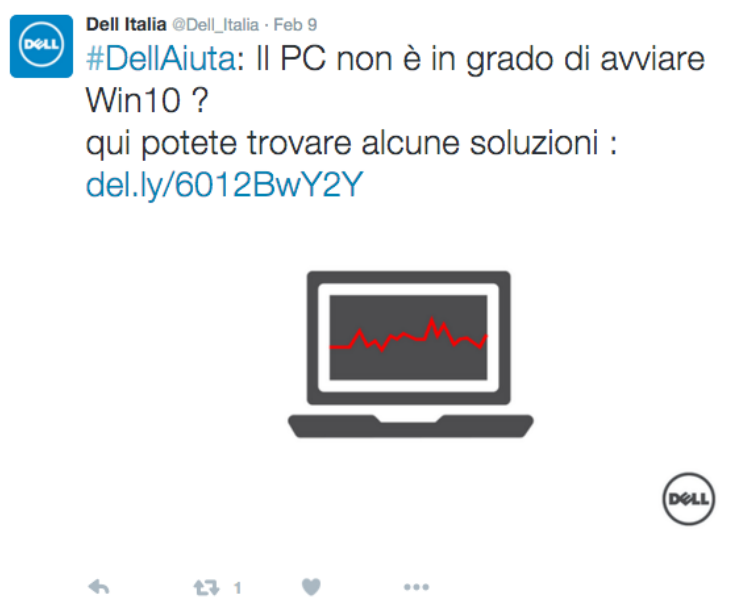 DELL
Dell Italia @Dell_Italia · Feb 9
#DellAiuta: Il PC non è in grado di avviare
Win10 ?
qui potete trovare alcune soluzioni :
del.ly/6012BwY2Y
DELL
1